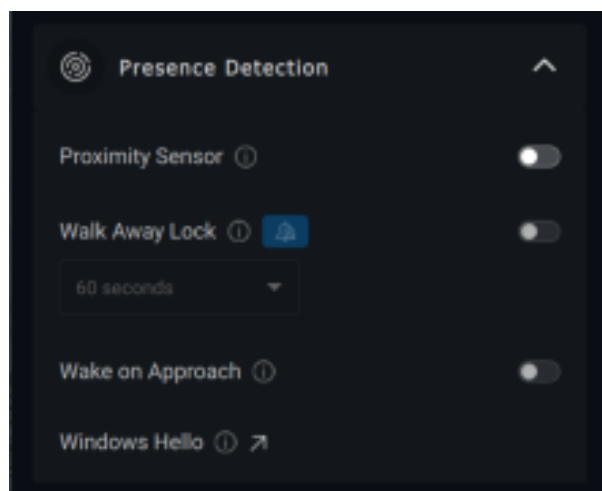 Presence Detection
Proximity Sensor
Walk Away Lock
60 seconds
Wake on Approach
Windows Hello